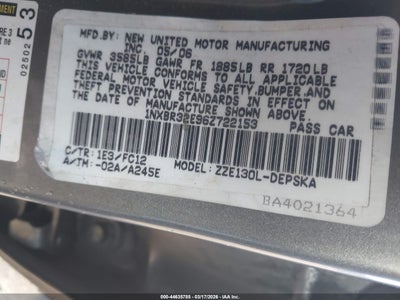 MFD.BY: NEW UNITED MOTOR MANUFACTURING
INC 05/06
GVWR 3585LB GAWR FR 1885LB RR 1720LB
THIS VEHICLE CONFORMS TO ALL APPLICABLE
FEDERAL MOTOR VEHICLE SAFETY,BUMPER,AND
THEFT PREVENTION STANDARDS IN EFFECT ON
THE DATE OF MANUFACTURE SHOWN ABOVE.
1NXBR32E96Z722153 PASS CAR
C/TR: 1E3/FC12
A/TM: -02A/A245E
MODEL: ZZE130L-DEPSKA
BA4021364
0250253
000-44635785 - 03/17/2026 - IAA